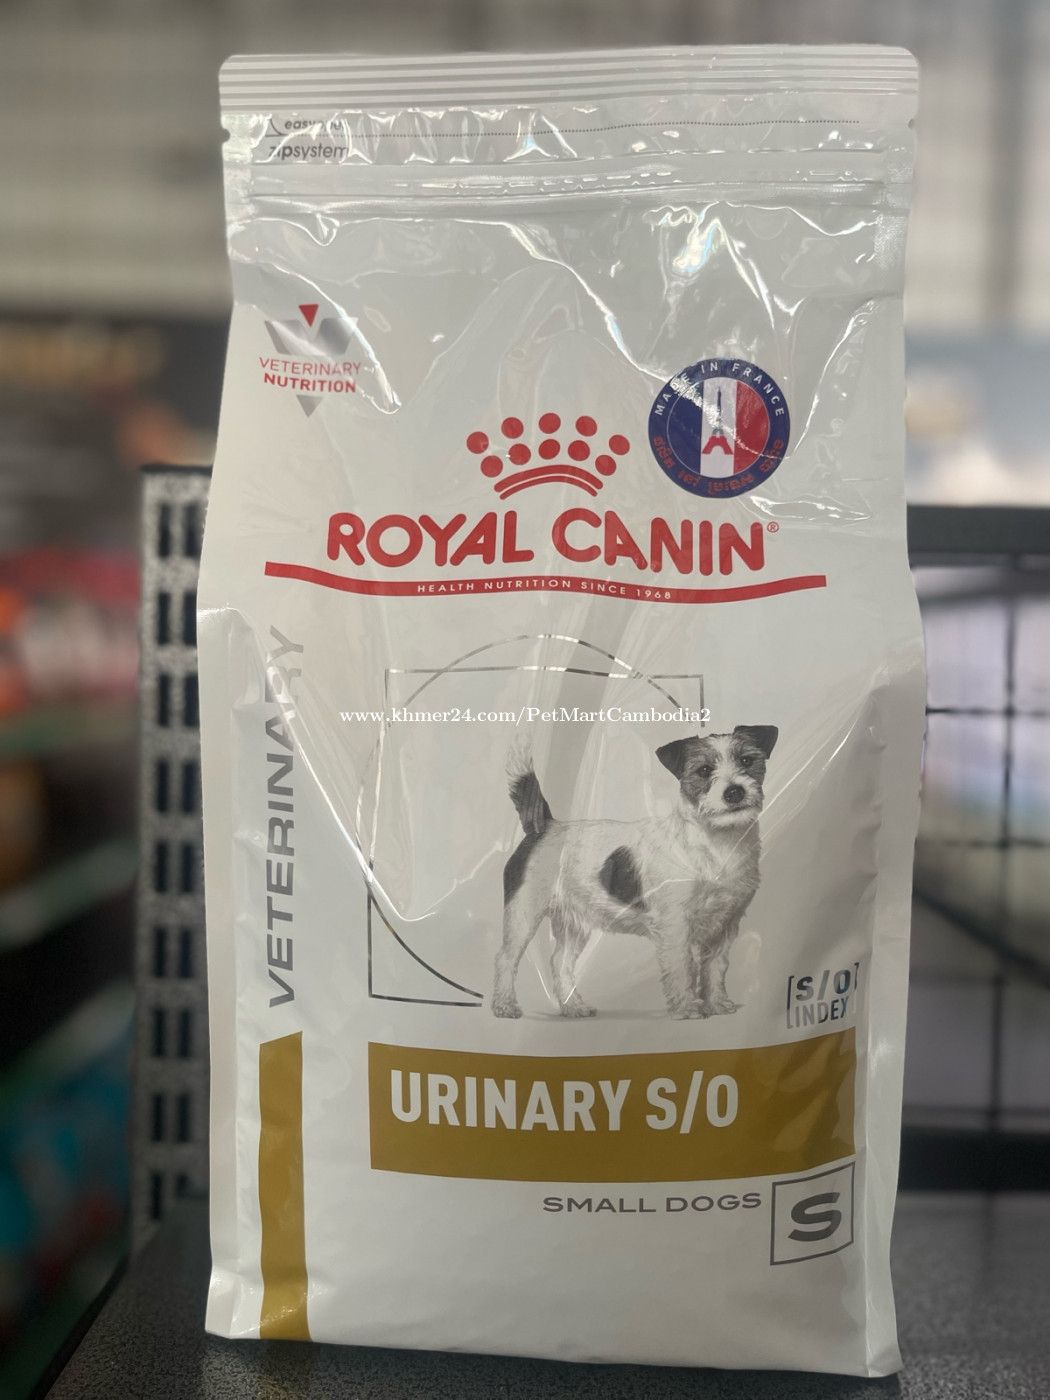 zipsystem
VETERINARY
NUTRITION
MADE IN FRANCE
ROYAL CANIN®
HEALTH NUTRITION SINCE 1968
VETERINARY
www.khmer24.com/PetMartCambodia2
S/O
INDEX
URINARY S/O
SMALL DOGS
S